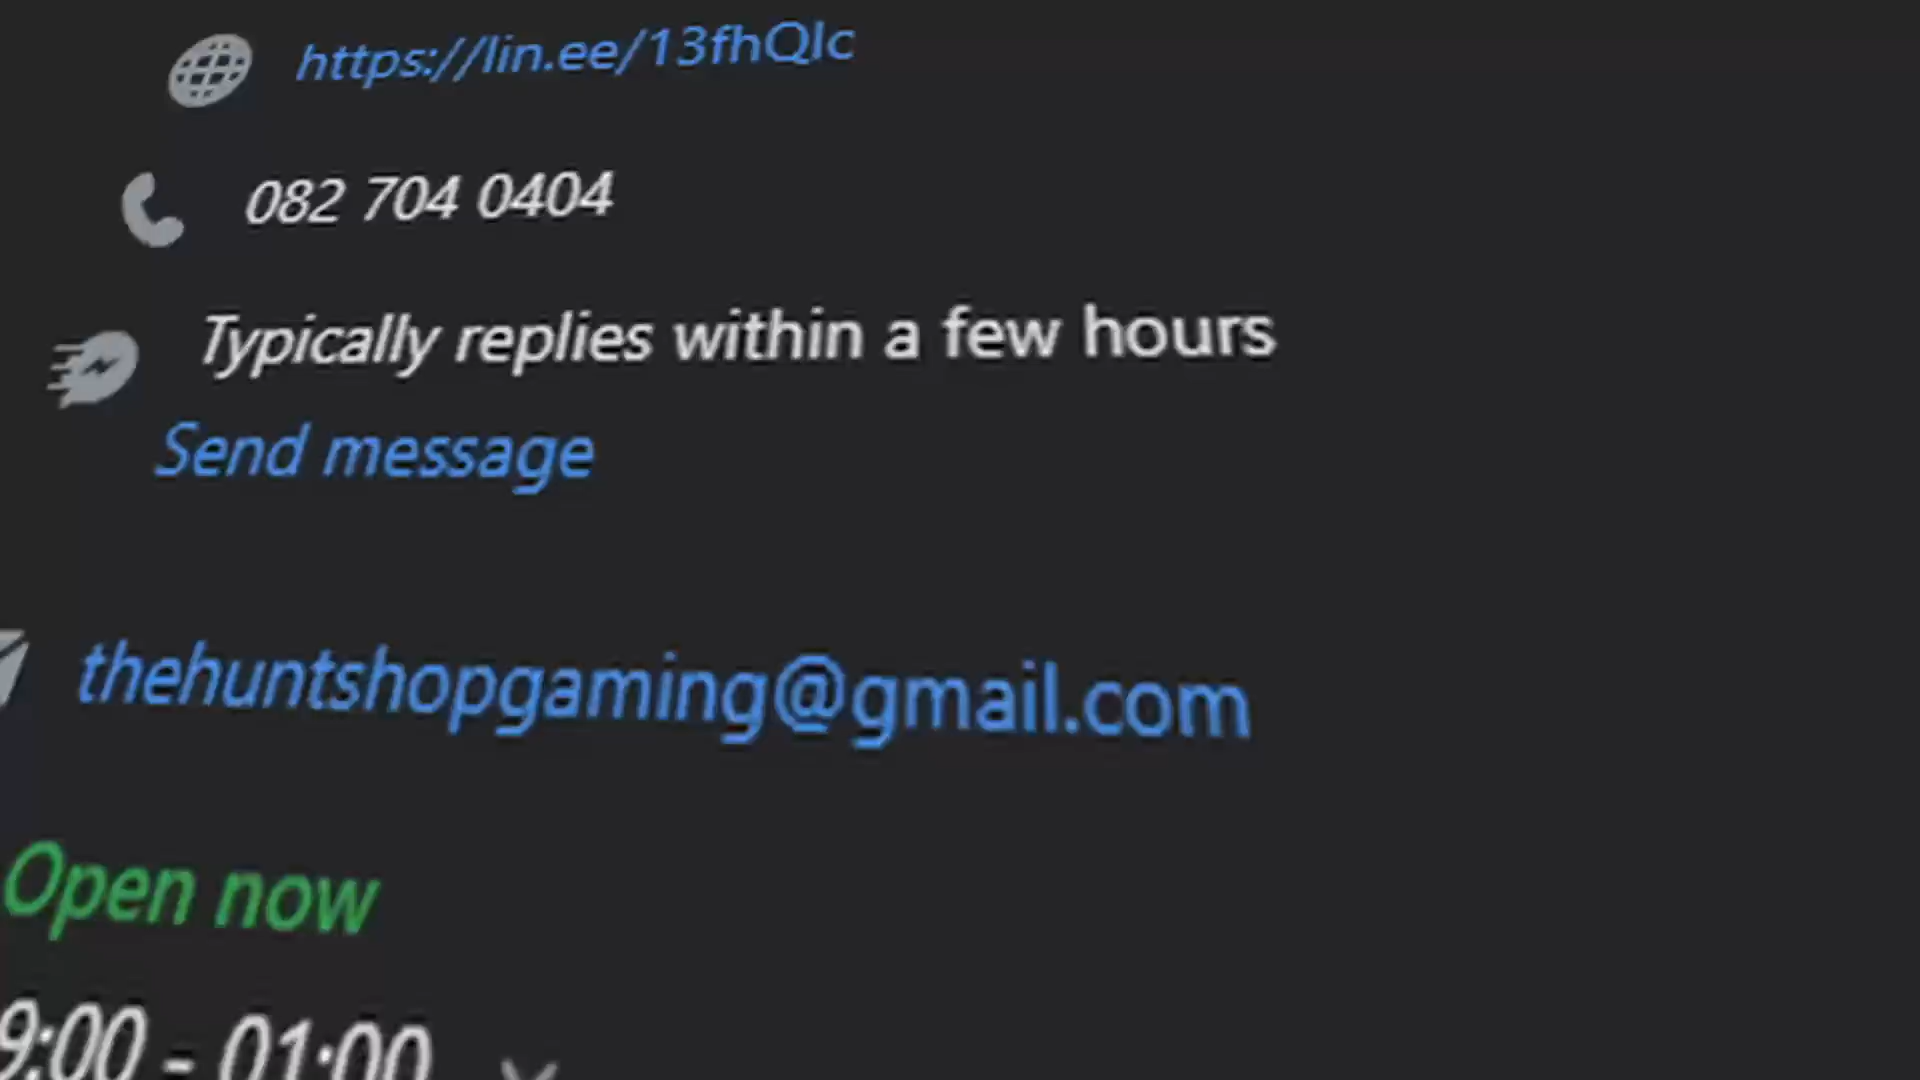 https://lin.ee/13fhQIc
082 704 0404
Typically replies within a few hours
Send message
thehuntshopgaming@gmail.com
Open now
9:00 - 01:00